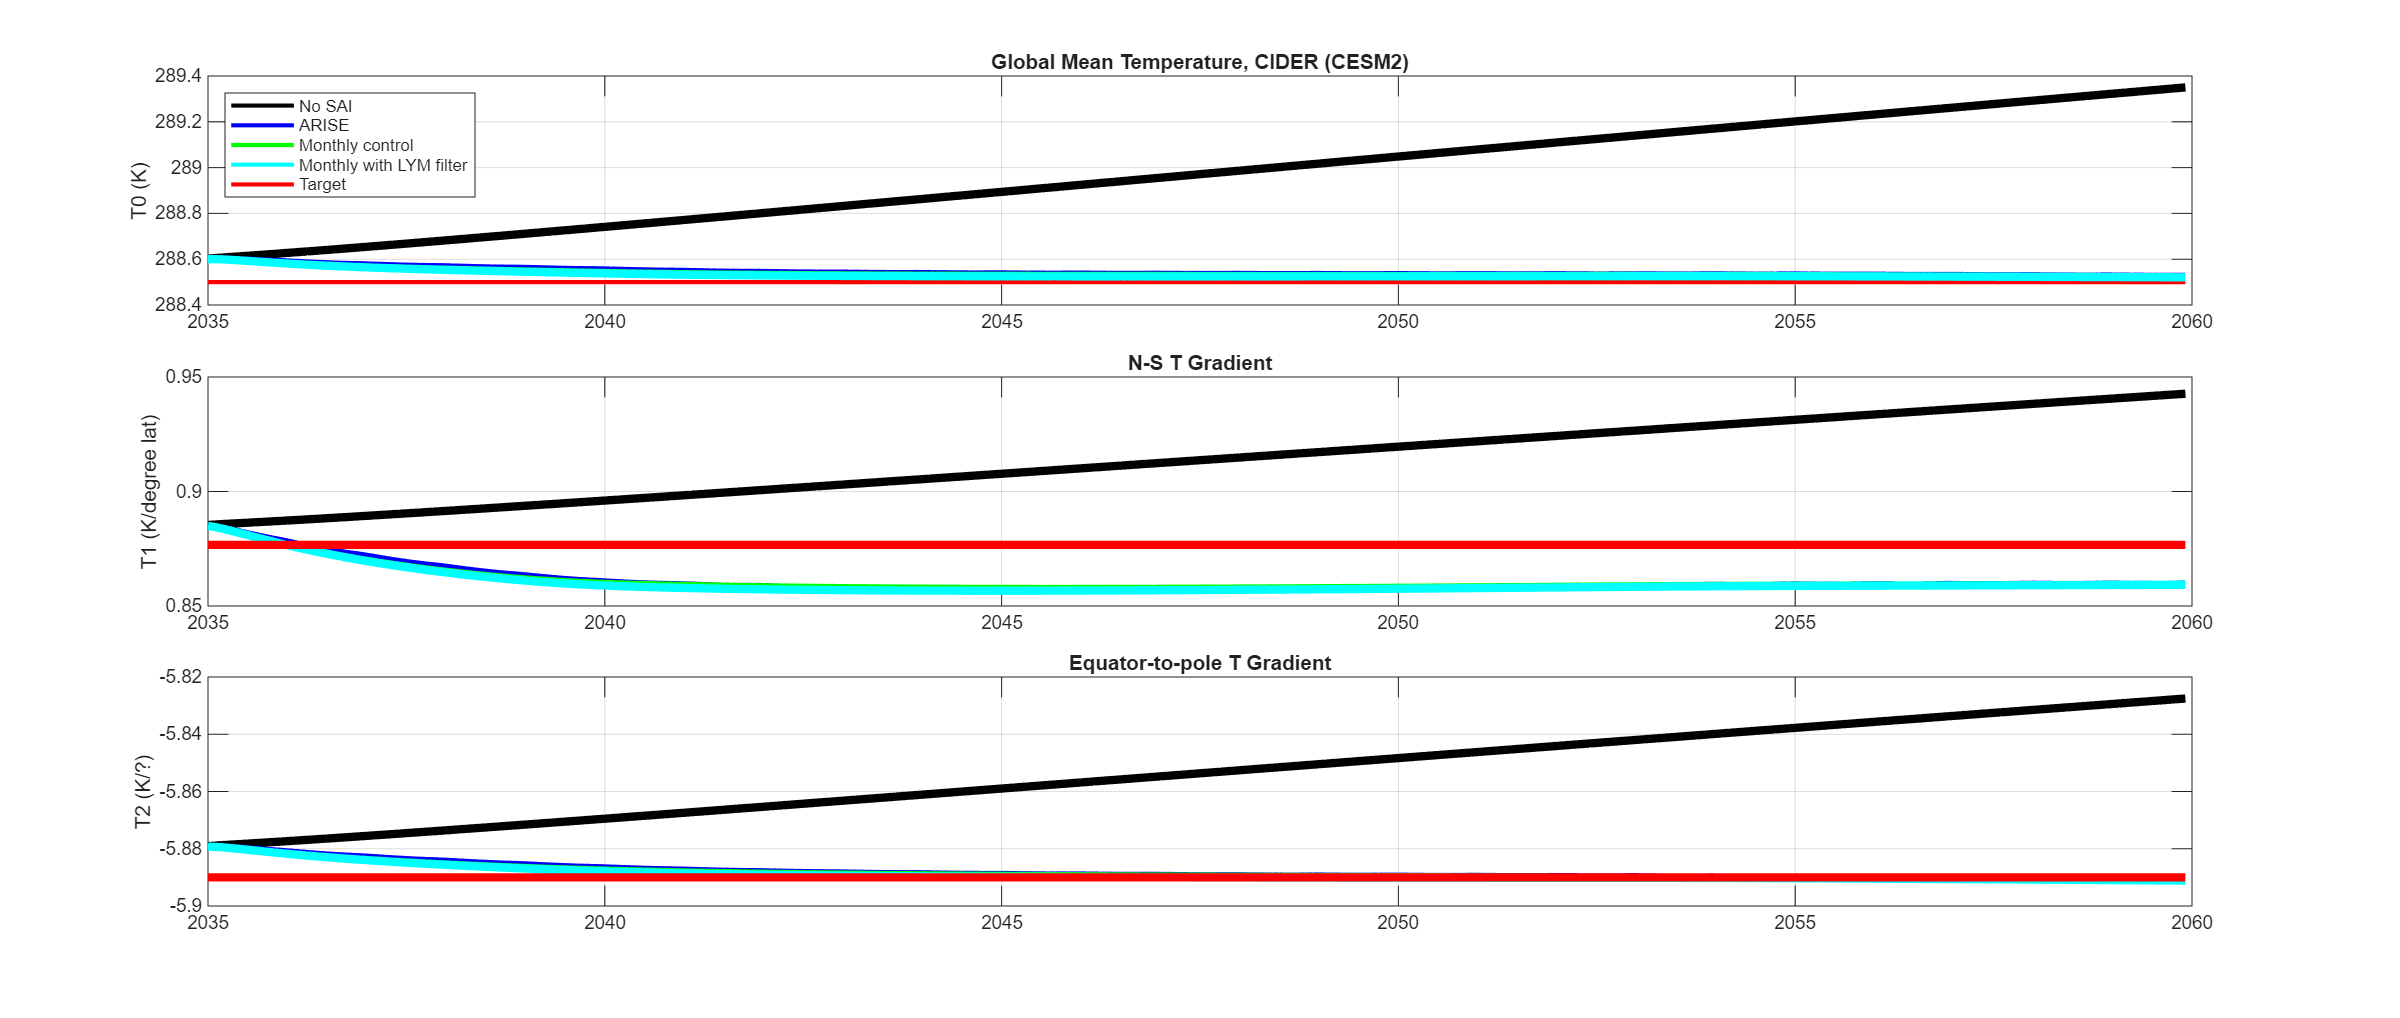 Global Mean Temperature, CIDER (CESM2)
289.4
289.2
289
288.8
288.6
288.4
T0 (K)
No SAI
ARISE
Monthly control
Monthly with LYM filter
Target
2035 2040 2045 2050 2055 2060
N-S T Gradient
0.95
0.9
0.85
T1 (K/degree lat)
2035 2040 2045 2050 2055 2060
Equator-to-pole T Gradient
-5.82
-5.84
-5.86
-5.88
-5.9
T2 (K/?)
2035 2040 2045 2050 2055 2060